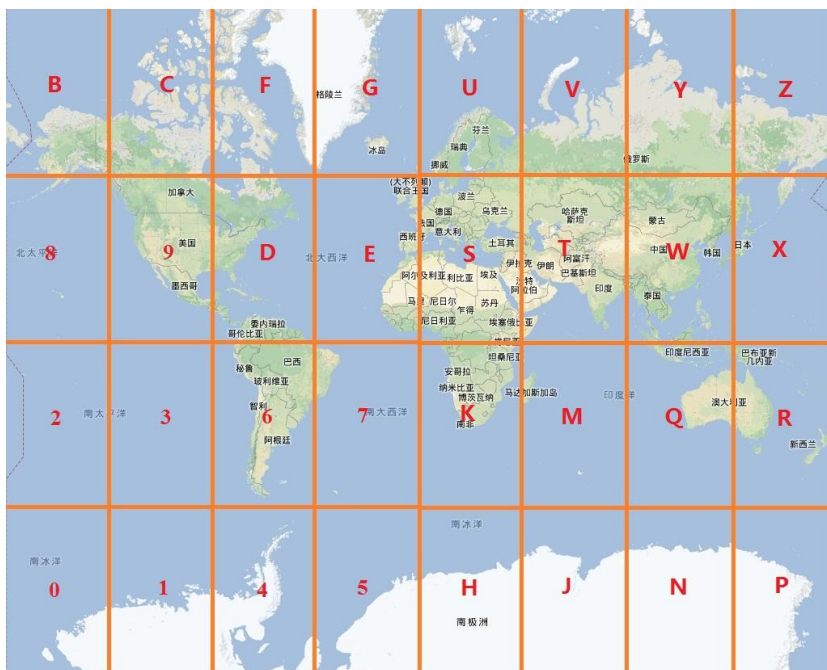 B
C
F
G
U
V
Y
Z
格陵兰
冰岛
芬兰
瑞典
挪威
俄罗斯
(大不列颠)
联合王国
加拿大
波兰
德国
乌克兰
法国
意大利
西班牙
土耳其
哈萨克
斯坦
蒙古
中国
韩国
日本
北太平洋
8
9
美国
D
北大西洋
E
S
T
W
X
墨西哥
阿尔及利亚
利比亚
埃及
伊拉克
伊朗
阿富汗
巴基斯坦
沙特
阿拉伯
印度
泰国
尼日尔
乍得
苏丹
尼日利亚
埃塞俄比亚
委内瑞拉
哥伦比亚
肯尼亚
坦桑尼亚
印度尼西亚
巴布亚新
几内亚
秘鲁
巴西
玻利维亚
安哥拉
纳米比亚
博茨瓦纳
马达加斯加岛
印度洋
澳大利亚
2
南太平洋
3
智利
6
7
南大西洋
K
南非
M
Q
R
阿根廷
新西兰
南冰洋
南冰洋
0
1
4
5
H
J
N
P
南极洲